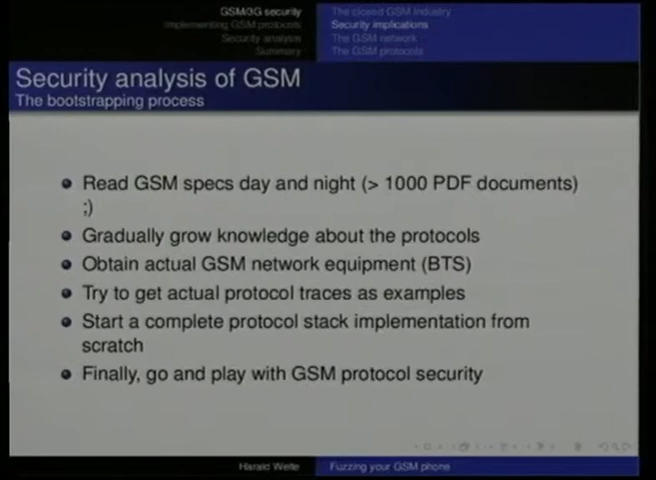 GSM/3G security
Implementing GSM protocols
Security analysis
Summary
The closed GSM industry
Security implications
The GSM network
The GSM protocols
Security analysis of GSM
The bootstrapping process
Read GSM specs day and night (> 1000 PDF documents)
;)
Gradually grow knowledge about the protocols
Obtain actual GSM network equipment (BTS)
Try to get actual protocol traces as examples
Start a complete protocol stack implementation from
scratch
Finally, go and play with GSM protocol security
Harald Welte
Fuzzing your GSM phone